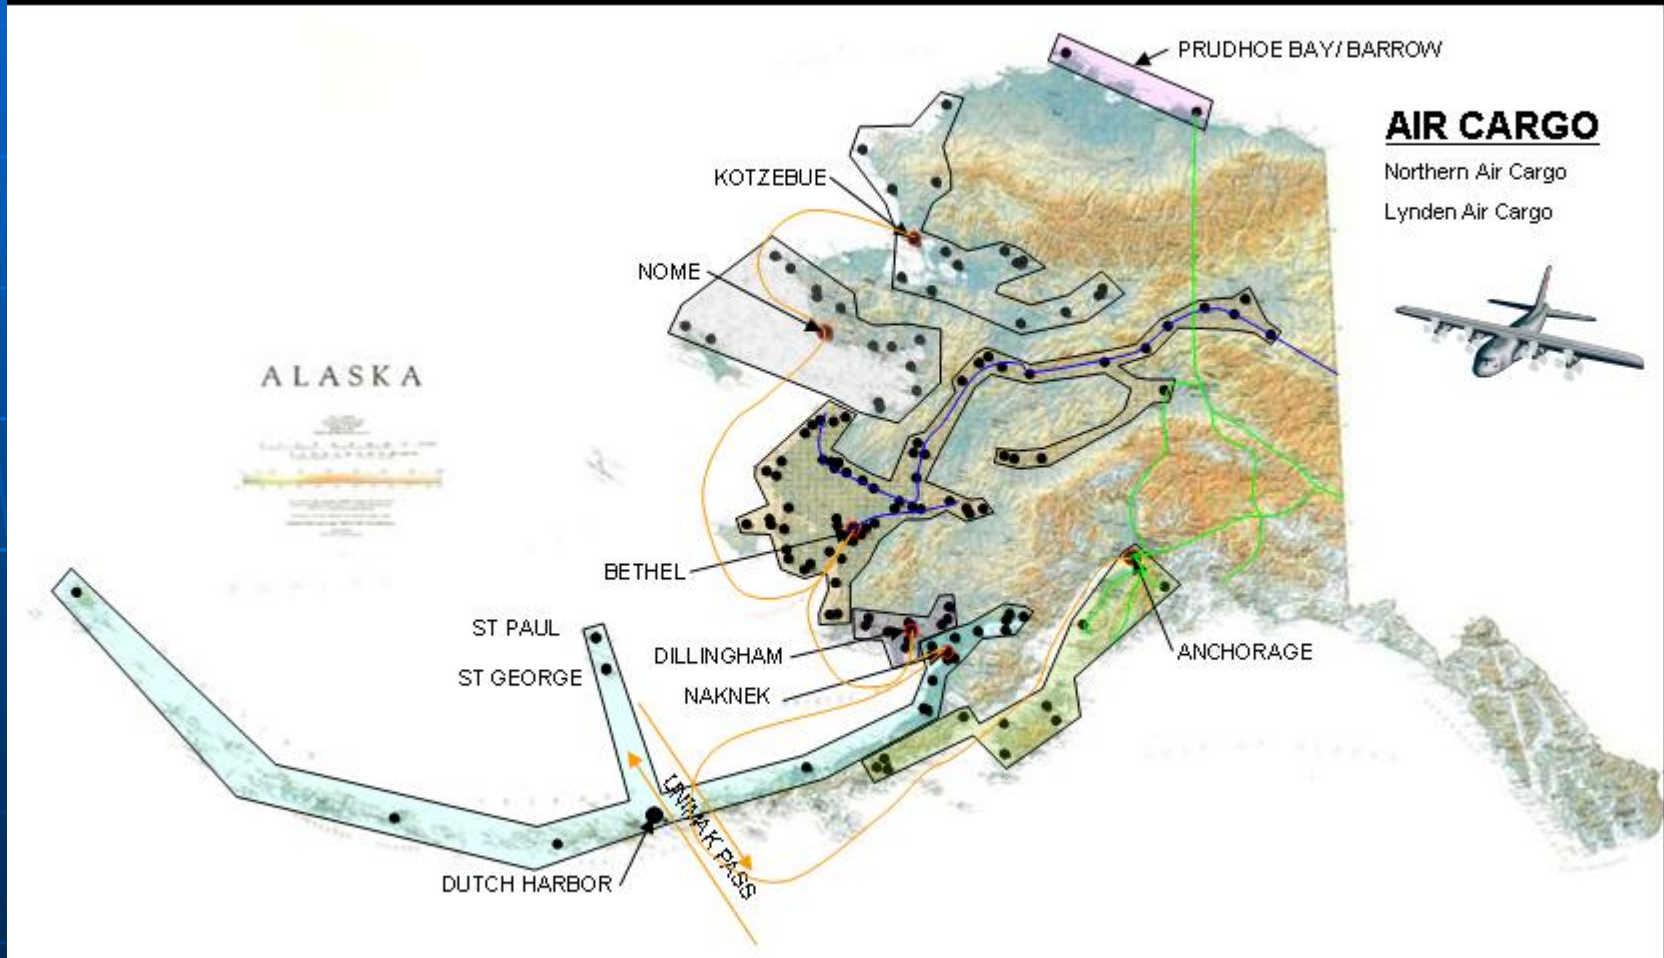 PRUDHOE BAY/ BARROW
AIR CARGO
Northern Air Cargo
Lynden Air Cargo
KOTZEBUE
NOME
ALASKA
BETHEL
ST PAUL
ST GEORGE
DILLINGHAM
NAKNEK
ANCHORAGE
UNIMAK PASS
DUTCH HARBOR